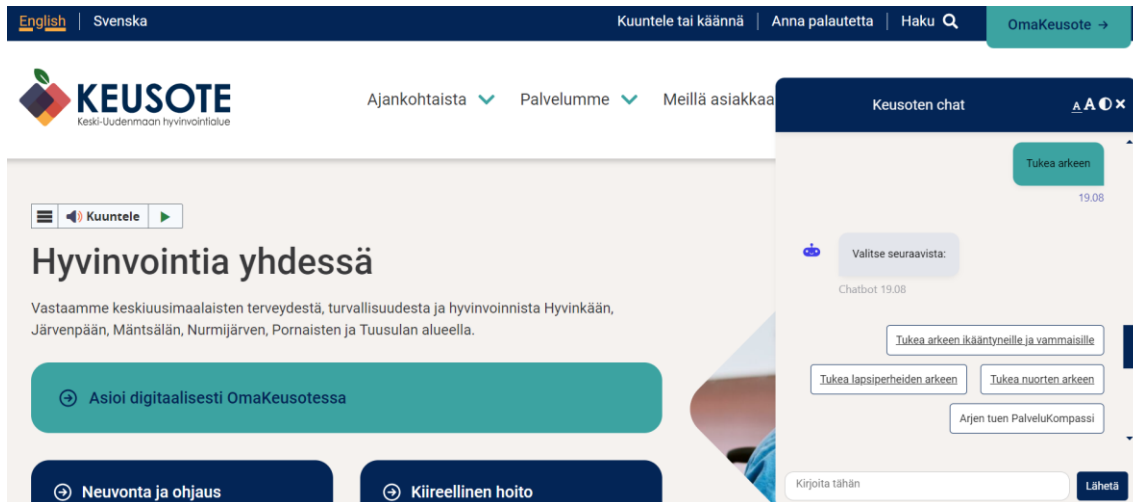 English | Svenska
Kuuntele tai käännä | Anna palautetta | Haku
OmaKeusote →
KEUSOTE
Keski-Uudenmaan hyvinvointialue
Ajankohtaista
Palvelumme
Meillä asiakkaa
Keusoten chat
A A
Tukea arkeen
19.08
Valitse seuraavista:
Chatbot 19.08
Tukea arkeen ikääntyneille ja vammaisille
Tukea lapsiperheiden arkeen
Tukea nuorten arkeen
Arjen tuen PalveluKompassi
Kirjoita tähän
Lähetä
Kuuntele
Hyvinvointia yhdessä
Vastaamme keskiuusimaalaisten terveydestä, turvallisuudesta ja hyvinvoinnista Hyvinkään,
Järvenpään, Mäntsälän, Nurmijärven, Pornaisten ja Tuusulan alueella.
Asioi digitaalisesti OmaKeusotessa
Neuvonta ja ohjaus
Kiireellinen hoito